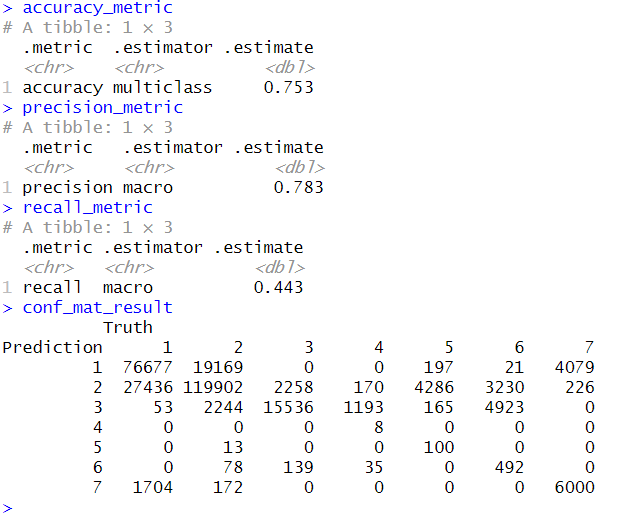 > accuracy_metric
# A tibble: 1 × 3
  .metric  .estimator .estimate
  <chr>    <chr>          <dbl>
1 accuracy multiclass     0.753
> precision_metric
# A tibble: 1 × 3
  .metric   .estimator .estimate
  <chr>     <chr>          <dbl>
1 precision macro          0.783
> recall_metric
# A tibble: 1 × 3
  .metric .estimator .estimate
  <chr>   <chr>          <dbl>
1 recall  macro          0.443
> conf_mat_result
          Truth
Prediction      1      2      3      4      5      6      7
         1  76677  19169      0      0    197     21   4079
         2  27436 119902   2258    170   4286   3230    226
         3     53   2244  15536   1193    165   4923      0
         4      0      0      0      8      0      0      0
         5      0     13      0      0    100      0      0
         6      0     78    139     35      0    492      0
         7   1704    172      0      0      0      0   6000
>